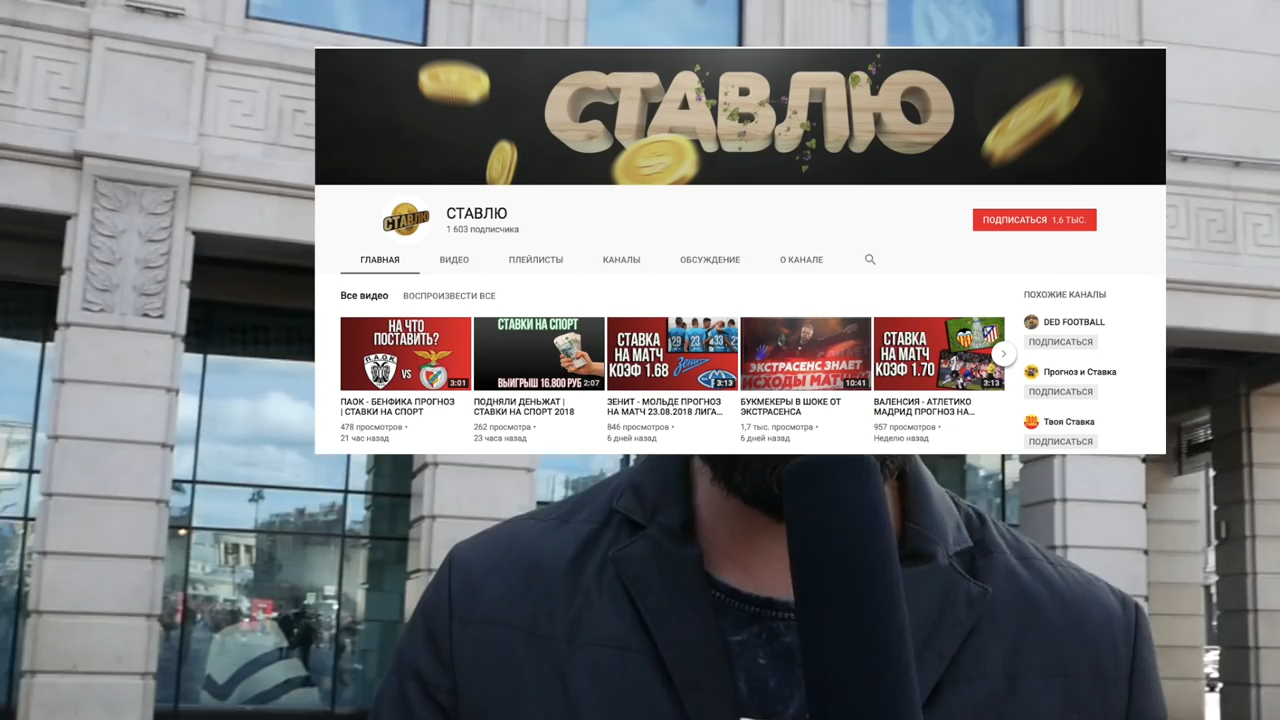 СТАВЛЮ
СТАВЛЮ
СТАВЛЮ
1 603 подписчика
ПОДПИСАТЬСЯ 1,6 ТЫС.
ГЛАВНАЯ
ВИДЕО
ПЛЕЙЛИСТЫ
КАНАЛЫ
ОБСУЖДЕНИЕ
О КАНАЛЕ
Все видео
ВОСПРОИЗВЕСТИ ВСЕ
НА ЧТО
ПОСТАВИТЬ?
П.А.О.К
VS
3:01
ПАОК - БЕНФИКА ПРОГНОЗ
| СТАВКИ НА СПОРТ
478 просмотров •
21 час назад
СТАВКИ НА СПОРТ
ВЫИГРЫШ 16.800 РУБ
2:07
ПОДНЯЛИ ДЕНЬЖАТ |
СТАВКИ НА СПОРТ 2018
262 просмотра •
23 часа назад
СТАВКА
НА МАТЧ
КОЭФ 1.68
29 23 33 21
Зенит
3:13
ЗЕНИТ - МОЛЬДЕ ПРОГНОЗ
НА МАТЧ 23.08.2018 ЛИГА...
846 просмотров •
6 дней назад
ЭКСТРАСЕНС ЗНАЕТ
ИСХОДЫ МАТ
10:41
БУКМЕКЕРЫ В ШОКЕ ОТ
ЭКСТРАСЕНСА
1,7 тыс. просмотра •
6 дней назад
СТАВКА
НА МАТЧ
КОЭФ 1.70
3:13
ВАЛЕНСИЯ - АТЛЕТИКО
МАДРИД ПРОГНОЗ НА...
957 просмотров •
Неделю назад
ПОХОЖИЕ КАНАЛЫ
DED FOOTBALL
ПОДПИСАТЬСЯ
Прогноз и Ставка
ПОДПИСАТЬСЯ
Твоя Ставка
ПОДПИСАТЬСЯ